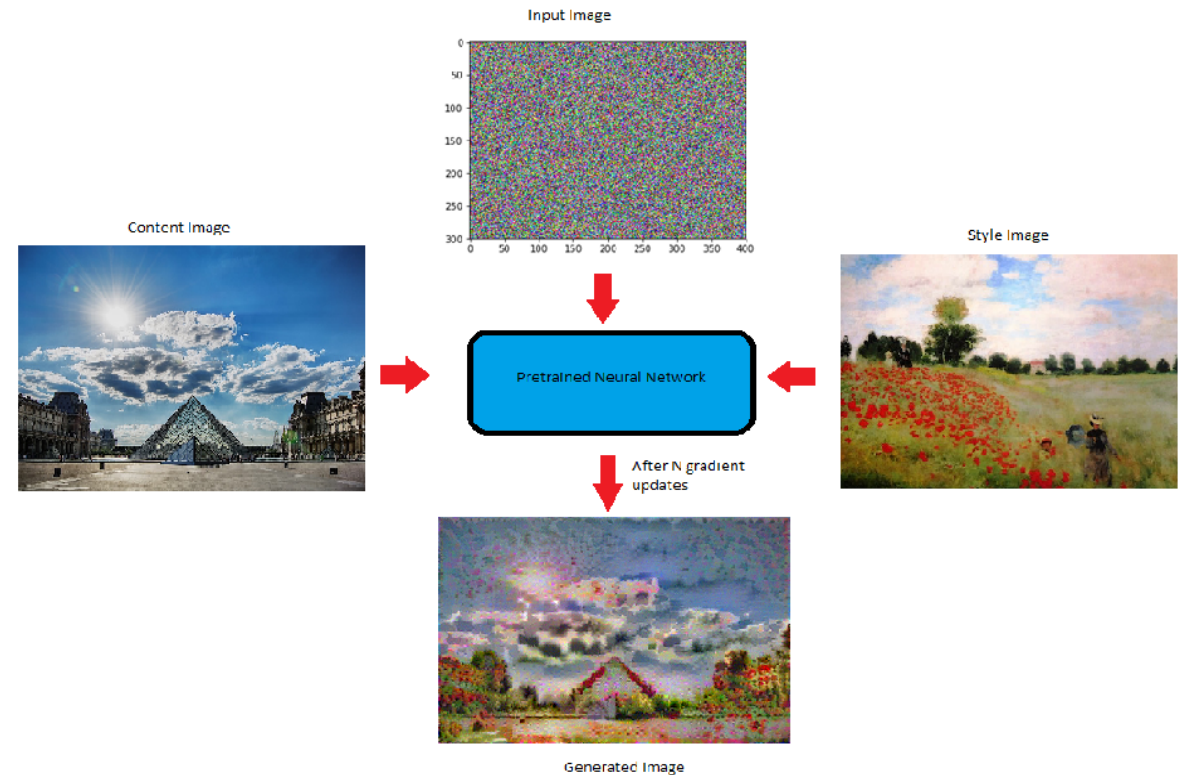 Input Image
0
50
100
150
200
250
300
0 50 100 150 200 250 300 350 400
Content Image
Style Image
Pretrained Neural Network
After N gradient
updates
Generated Image